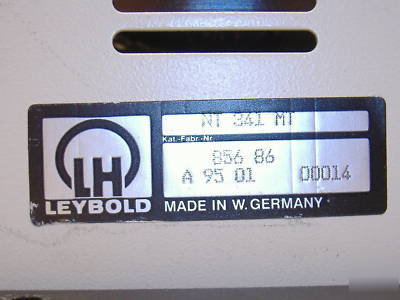 NT 341 MT
Kat.-Fabr.-Nr.
856 86
A 95 01 00014
LH
LEYBOLD
MADE IN W. GERMANY